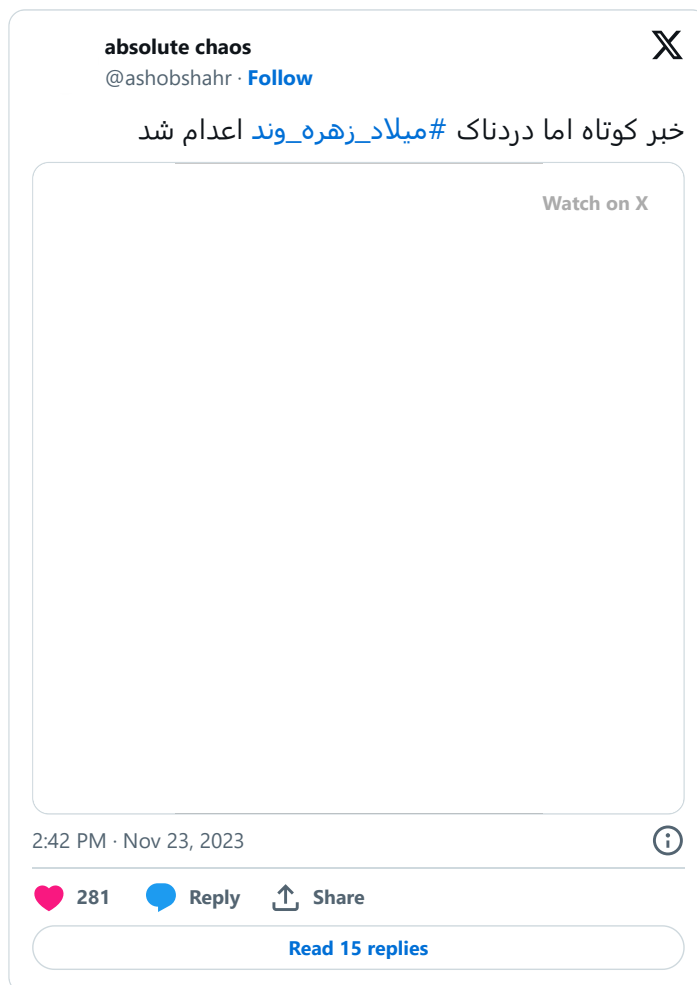 absolute chaos
@ashobshahr · Follow
خبر کوتاه اما دردناک #میلاد_زهره_وند اعدام شد
Watch on X
2:42 PM · Nov 23, 2023
281 Reply Share
Read 15 replies